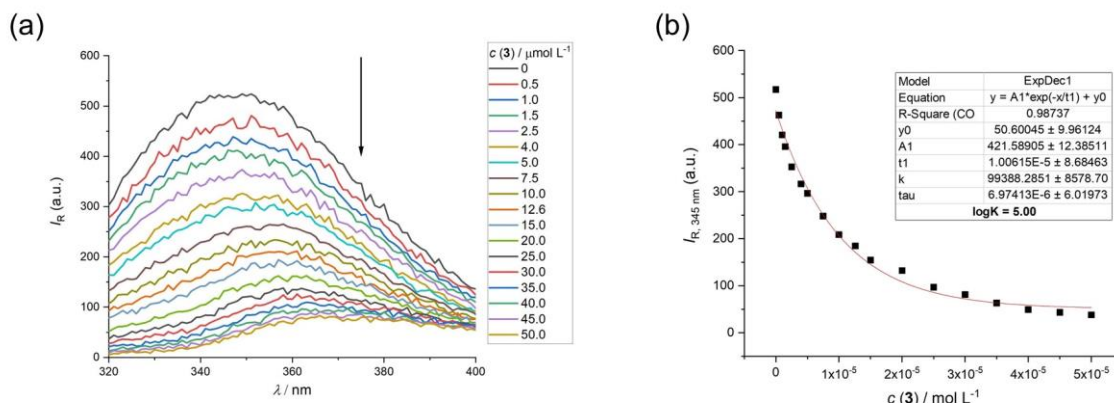 (a)
600
500
400
300
200
100
0
I_R (a.u.)
320 340 360 380 400
λ / nm
c (3) / μmol L⁻¹
0
0.5
1.0
1.5
2.5
4.0
5.0
7.5
10.0
12.6
15.0
20.0
25.0
30.0
35.0
40.0
45.0
50.0
(b)
600
500
400
300
200
100
0
I_R, 345 nm (a.u.)
Model ExpDec1
Equation y = A1*exp(-x/t1) + y0
R-Square (CO 0.98737
y0 50.60045 ± 9.96124
A1 421.58905 ± 12.38511
t1 1.00615E-5 ± 8.68463
k 99388.2851 ± 8578.70
tau 6.97413E-6 ± 6.01973
logK = 5.00
0 1x10⁻⁵ 2x10⁻⁵ 3x10⁻⁵ 4x10⁻⁵ 5x10⁻⁵
c (3) / mol L⁻¹